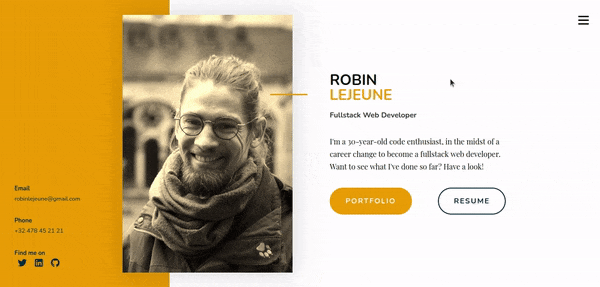 ROBIN
LEJEUNE
Fullstack Web Developer
I'm a 30-year-old code enthusiast, in the midst of a
career change to become a fullstack web developer.
Want to see what I've done so far? Have a look!
PORTFOLIO
RESUME
Email
robinlejeune@gmail.com
Phone
+32 478 45 21 21
Find me on